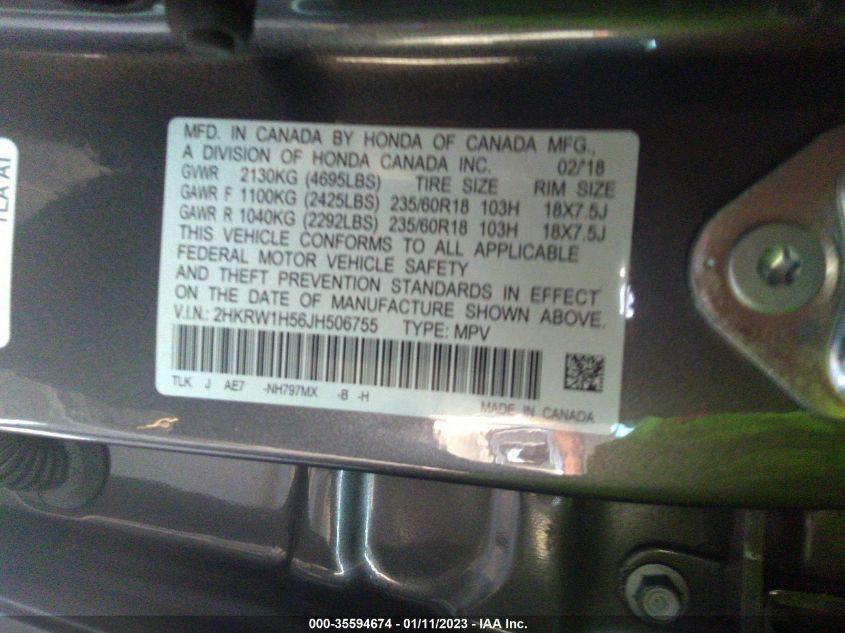 MFD. IN CANADA BY HONDA OF CANADA MFG.,
A DIVISION OF HONDA CANADA INC. 02/'18
GVWR 2130KG (4695LBS) TIRE SIZE RIM SIZE
GAWR F 1100KG (2425LBS) 235/60R18 103H 18X7.5J
GAWR R 1040KG (2292LBS) 235/60R18 103H 18X7.5J
THIS VEHICLE CONFORMS TO ALL APPLICABLE
FEDERAL MOTOR VEHICLE SAFETY
AND THEFT PREVENTION STANDARDS IN EFFECT
ON THE DATE OF MANUFACTURE SHOWN ABOVE.
V.I.N.: 2HKRW1H56JH506755 TYPE: MPV
TLK J AE7 -NH797MX -B -H
MADE IN CANADA
000-35594674 - 01/11/2023 - IAA Inc.